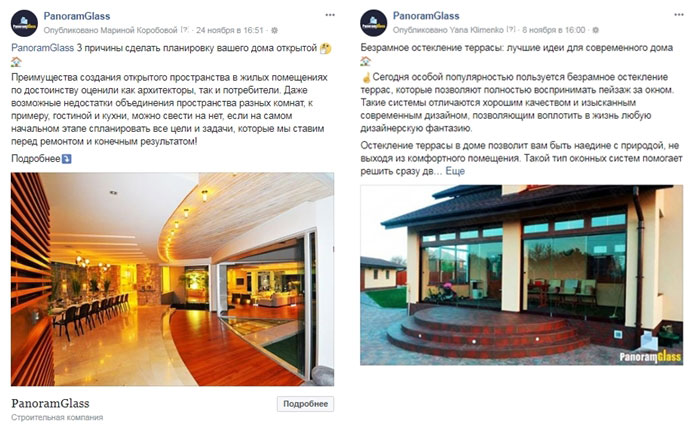 PanoramGlass
Опубликовано Мариной Коробовой [?] · 24 ноября в 16:51 ·
PanoramGlass 3 причины сделать планировку вашего дома открытой 🤔
🏠
Преимущества создания открытого пространства в жилых помещениях
по достоинству оценили как архитекторы, так и потребители. Даже
возможные недостатки объединения пространства разных комнат, к
примеру, гостиной и кухни, можно свести на нет, если на самом
начальном этапе спланировать все цели и задачи, которые мы ставим
перед ремонтом и конечным результатом!
Подробнее⤵
PanoramGlass
Строительная компания
Подробнее
PanoramGlass
Опубликовано Yana Klimenko [?] · 8 ноября в 16:00 ·
Безрамное остекление террасы: лучшие идеи для современного дома
🏠
☝Сегодня особой популярностью пользуется безрамное остекление
террас, которые позволяют полностью воспринимать пейзаж за окном.
Такие системы отличаются хорошим качеством и изысканным
современным дизайном, позволяющим воплотить в жизнь любую
дизайнерскую фантазию.
Остекление террасы в доме позволит вам быть наедине с природой, не
выходя из комфортного помещения. Такой тип оконных систем помогает
решить сразу дв... Еще
PanoramGlass